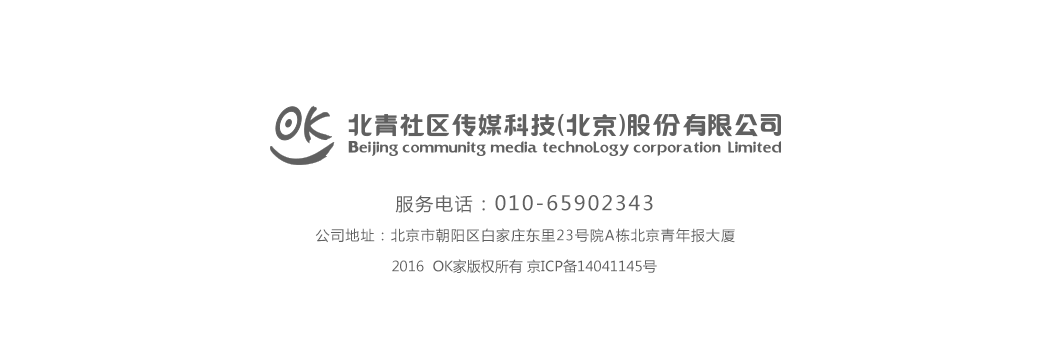 OK 北青社区传媒科技(北京)股份有限公司
Beijing communitg media technoLogy corporation Limited
服务电话：010-65902343
公司地址：北京市朝阳区白家庄东里23号院A栋北京青年报大厦
2016 OK家版权所有 京ICP备14041145号